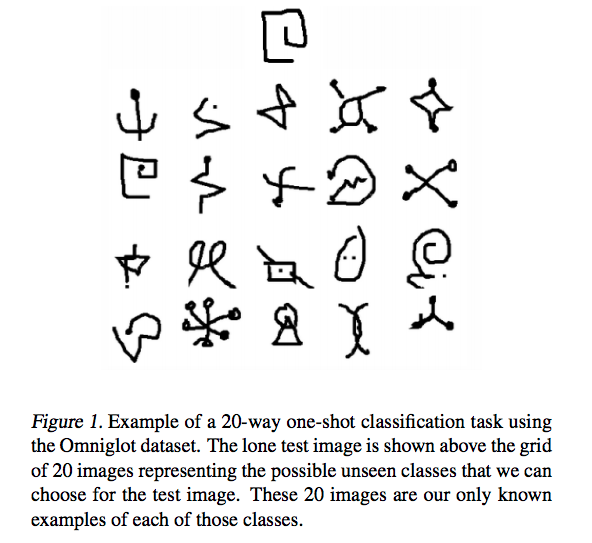 Figure 1. Example of a 20-way one-shot classification task using
the Omniglot dataset. The lone test image is shown above the grid
of 20 images representing the possible unseen classes that we can
choose for the test image. These 20 images are our only known
examples of each of those classes.